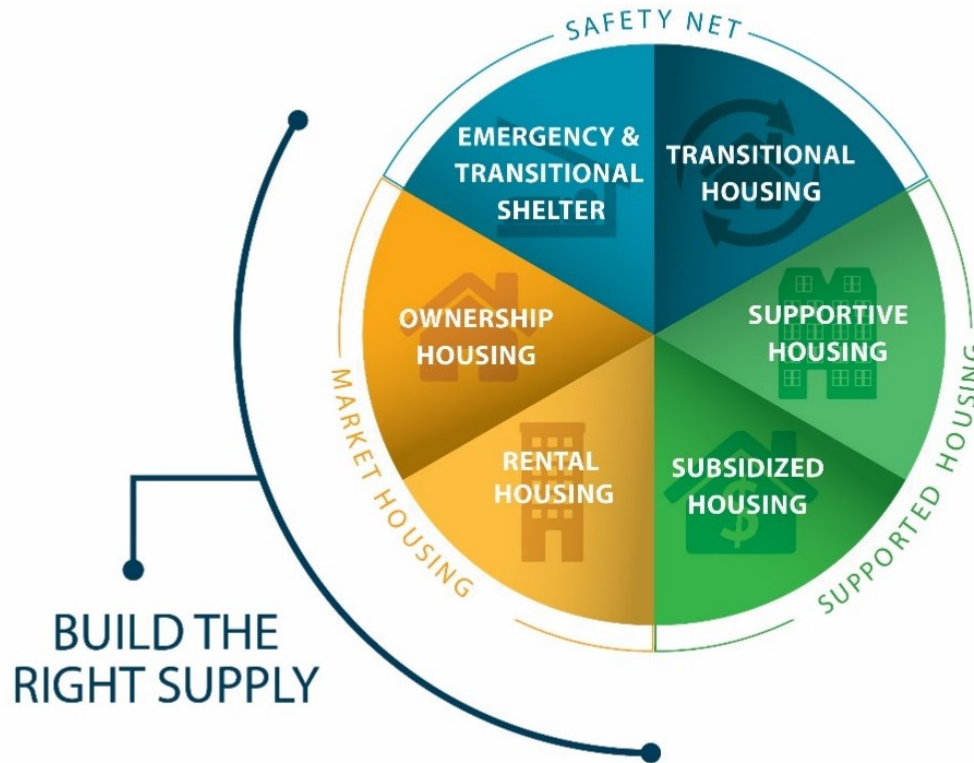 SAFETY NET
EMERGENCY &
TRANSITIONAL
SHELTER
TRANSITIONAL
HOUSING
OWNERSHIP
HOUSING
SUPPORTIVE
HOUSING
RENTAL
HOUSING
SUBSIDIZED
HOUSING
$
MARKET HOUSING
SUPPORTED HOUSING
BUILD THE
RIGHT SUPPLY